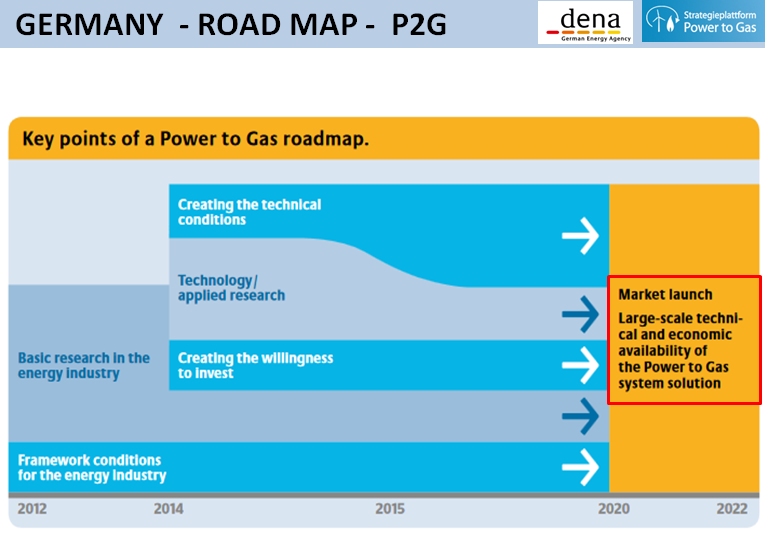 GERMANY - ROAD MAP - P2G
dena
German Energy Agency
Strategieplattform
Power to Gas
Key points of a Power to Gas roadmap.
Creating the technical
conditions
Technology/
applied research
Basic research in the
energy industry
Creating the willingness
to invest
Framework conditions
for the energy industry
Market launch
Large-scale techni-
cal and economic
availability of
the Power to Gas
system solution
2012 2014 2015 2020 2022